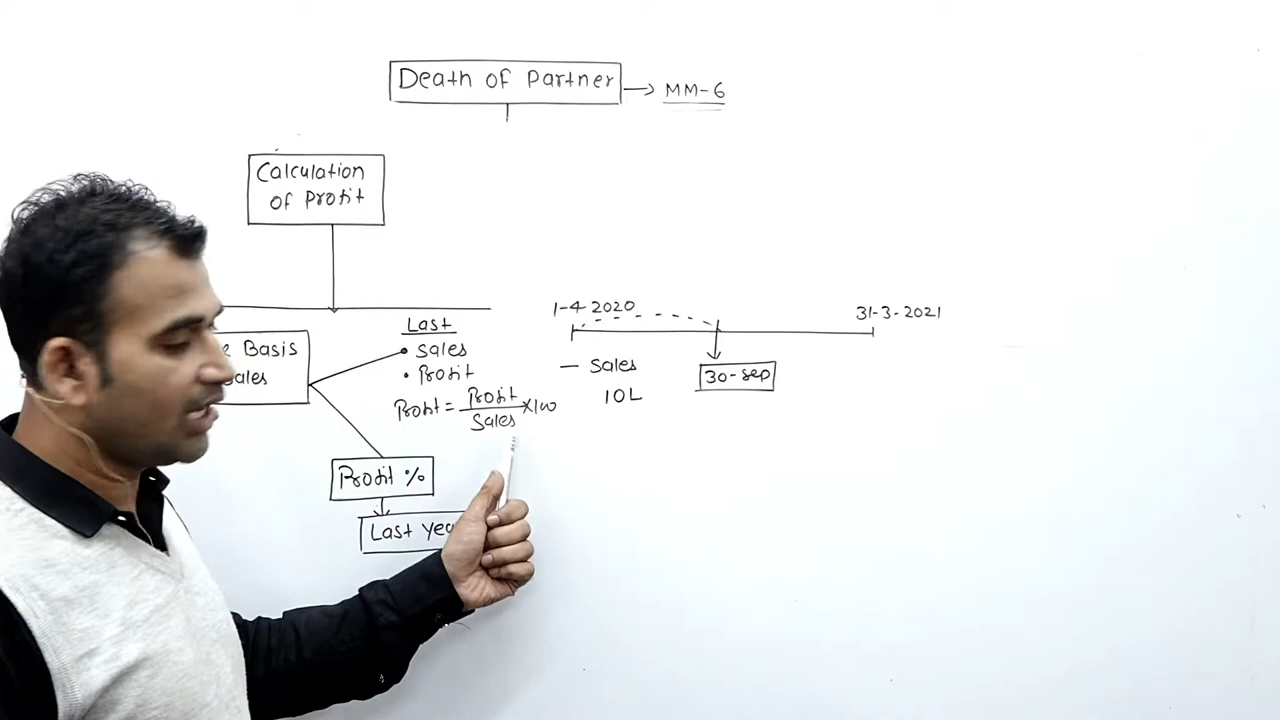 Death of Partner → MM-6
Calculation
of Profit
Basis
Sales
Last
• Sales
• Profit
Profit = Profit/Sales ×100
Profit %
Last
1-4-2020
31-3-2021
— Sales
10L
30-Sep